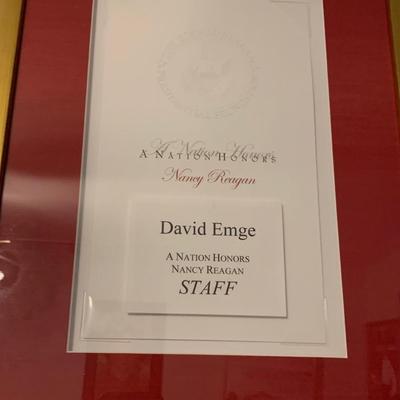 A Nation Honors
A NATION HONORS
Nancy Reagan
David Emge
A NATION HONORS
NANCY REAGAN
STAFF